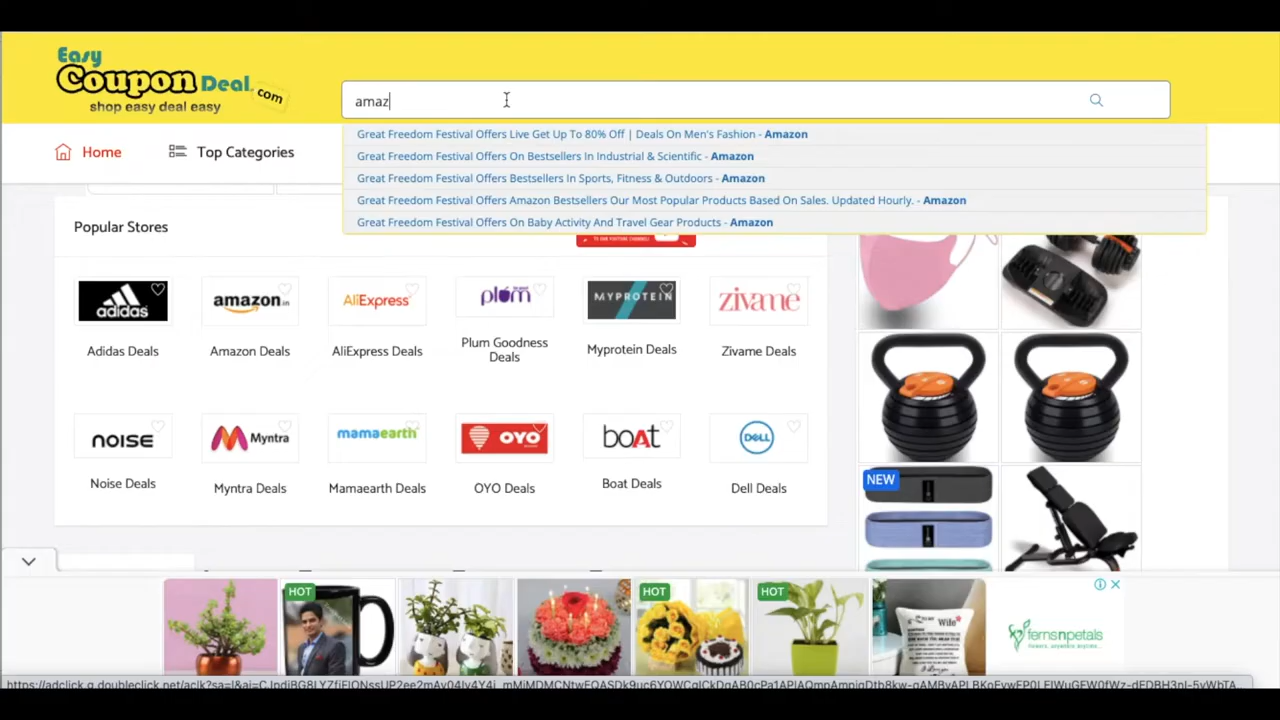 Easy
Coupon Deal.com
shop easy deal easy
amaz
Great Freedom Festival Offers Live Get Up To 80% Off | Deals On Men's Fashion - Amazon
Great Freedom Festival Offers On Bestsellers In Industrial & Scientific - Amazon
Great Freedom Festival Offers Bestsellers In Sports, Fitness & Outdoors - Amazon
Great Freedom Festival Offers Amazon Bestsellers Our Most Popular Products Based On Sales. Updated Hourly. - Amazon
Great Freedom Festival Offers On Baby Activity And Travel Gear Products - Amazon
Home
Top Categories
Popular Stores
adidas
amazon.in
AliExpress
plum
MYPROTEIN
zivame
Adidas Deals
Amazon Deals
AliExpress Deals
Plum Goodness
Deals
Myprotein Deals
Zivame Deals
NOISE
Myntra
mamaearth
OYO
boAt
DELL
Noise Deals
Myntra Deals
Mamaearth Deals
OYO Deals
Boat Deals
Dell Deals
NEW
HOT
HOT
HOT
Wife
fernsnpetals